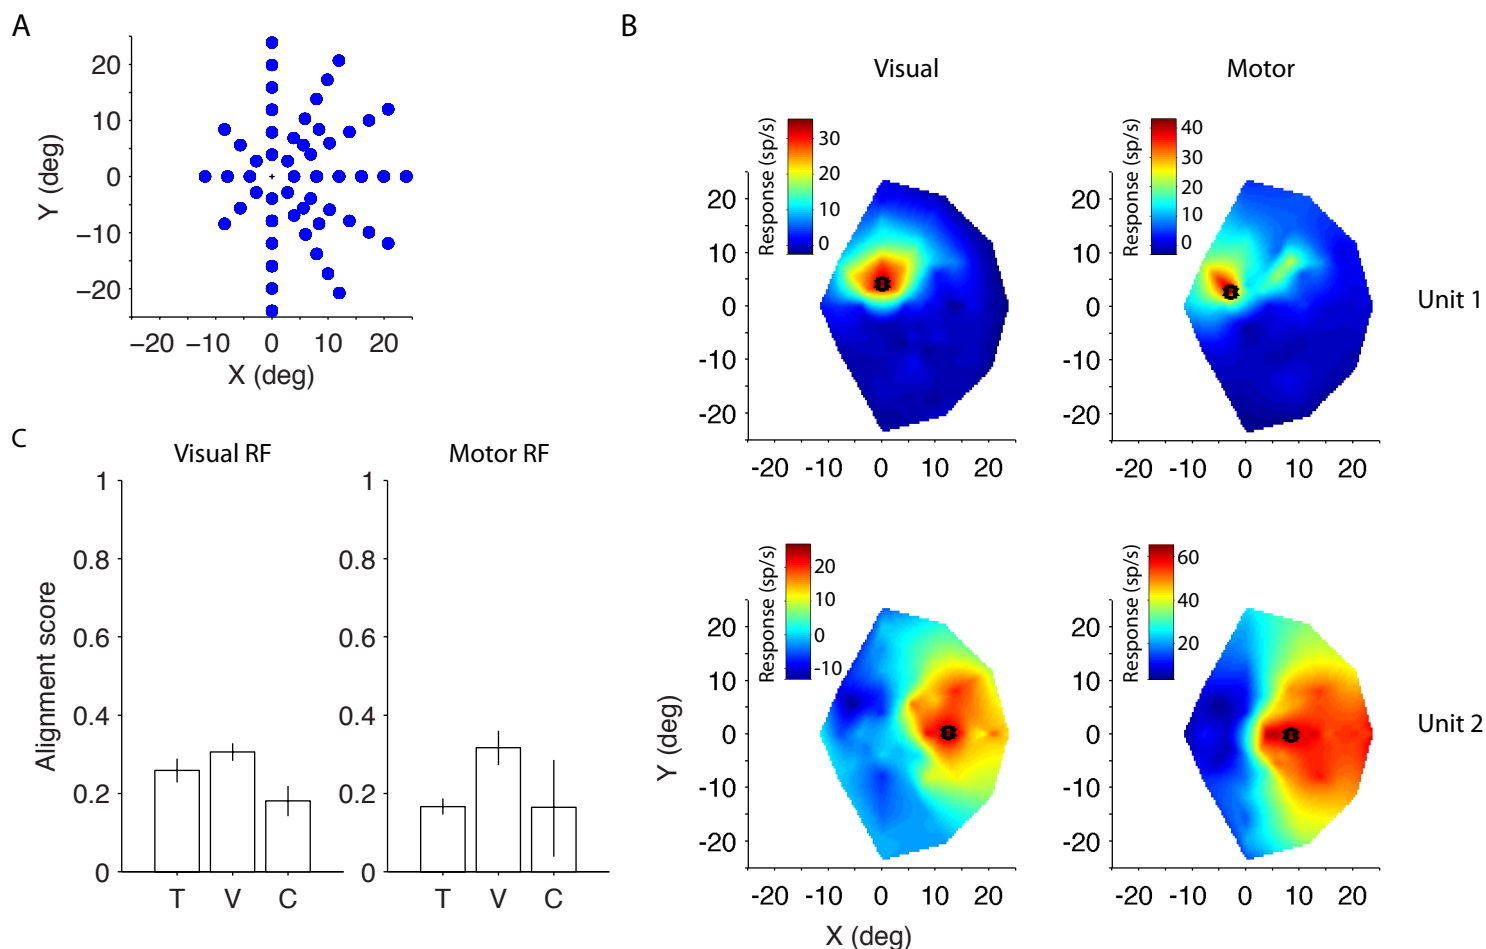 A
Y (deg)
20
10
0
−10
−20
−20 −10 0 10 20
X (deg)
B
Visual
Motor
Response (sp/s)
30
20
10
0
20
10
0
-10
-20
-20 -10 0 10 20
Response (sp/s)
40
30
20
10
0
20
10
0
-10
-20
-20 -10 0 10 20
Unit 1
Response (sp/s)
20
10
0
-10
Y (deg)
20
10
0
-10
-20
-20 -10 0 10 20
Response (sp/s)
60
40
20
20
10
0
-10
-20
-20 -10 0 10 20
Unit 2
X (deg)
C
Visual RF
Motor RF
Alignment score
1
0.8
0.6
0.4
0.2
0
T V C
1
0.8
0.6
0.4
0.2
0
T V C